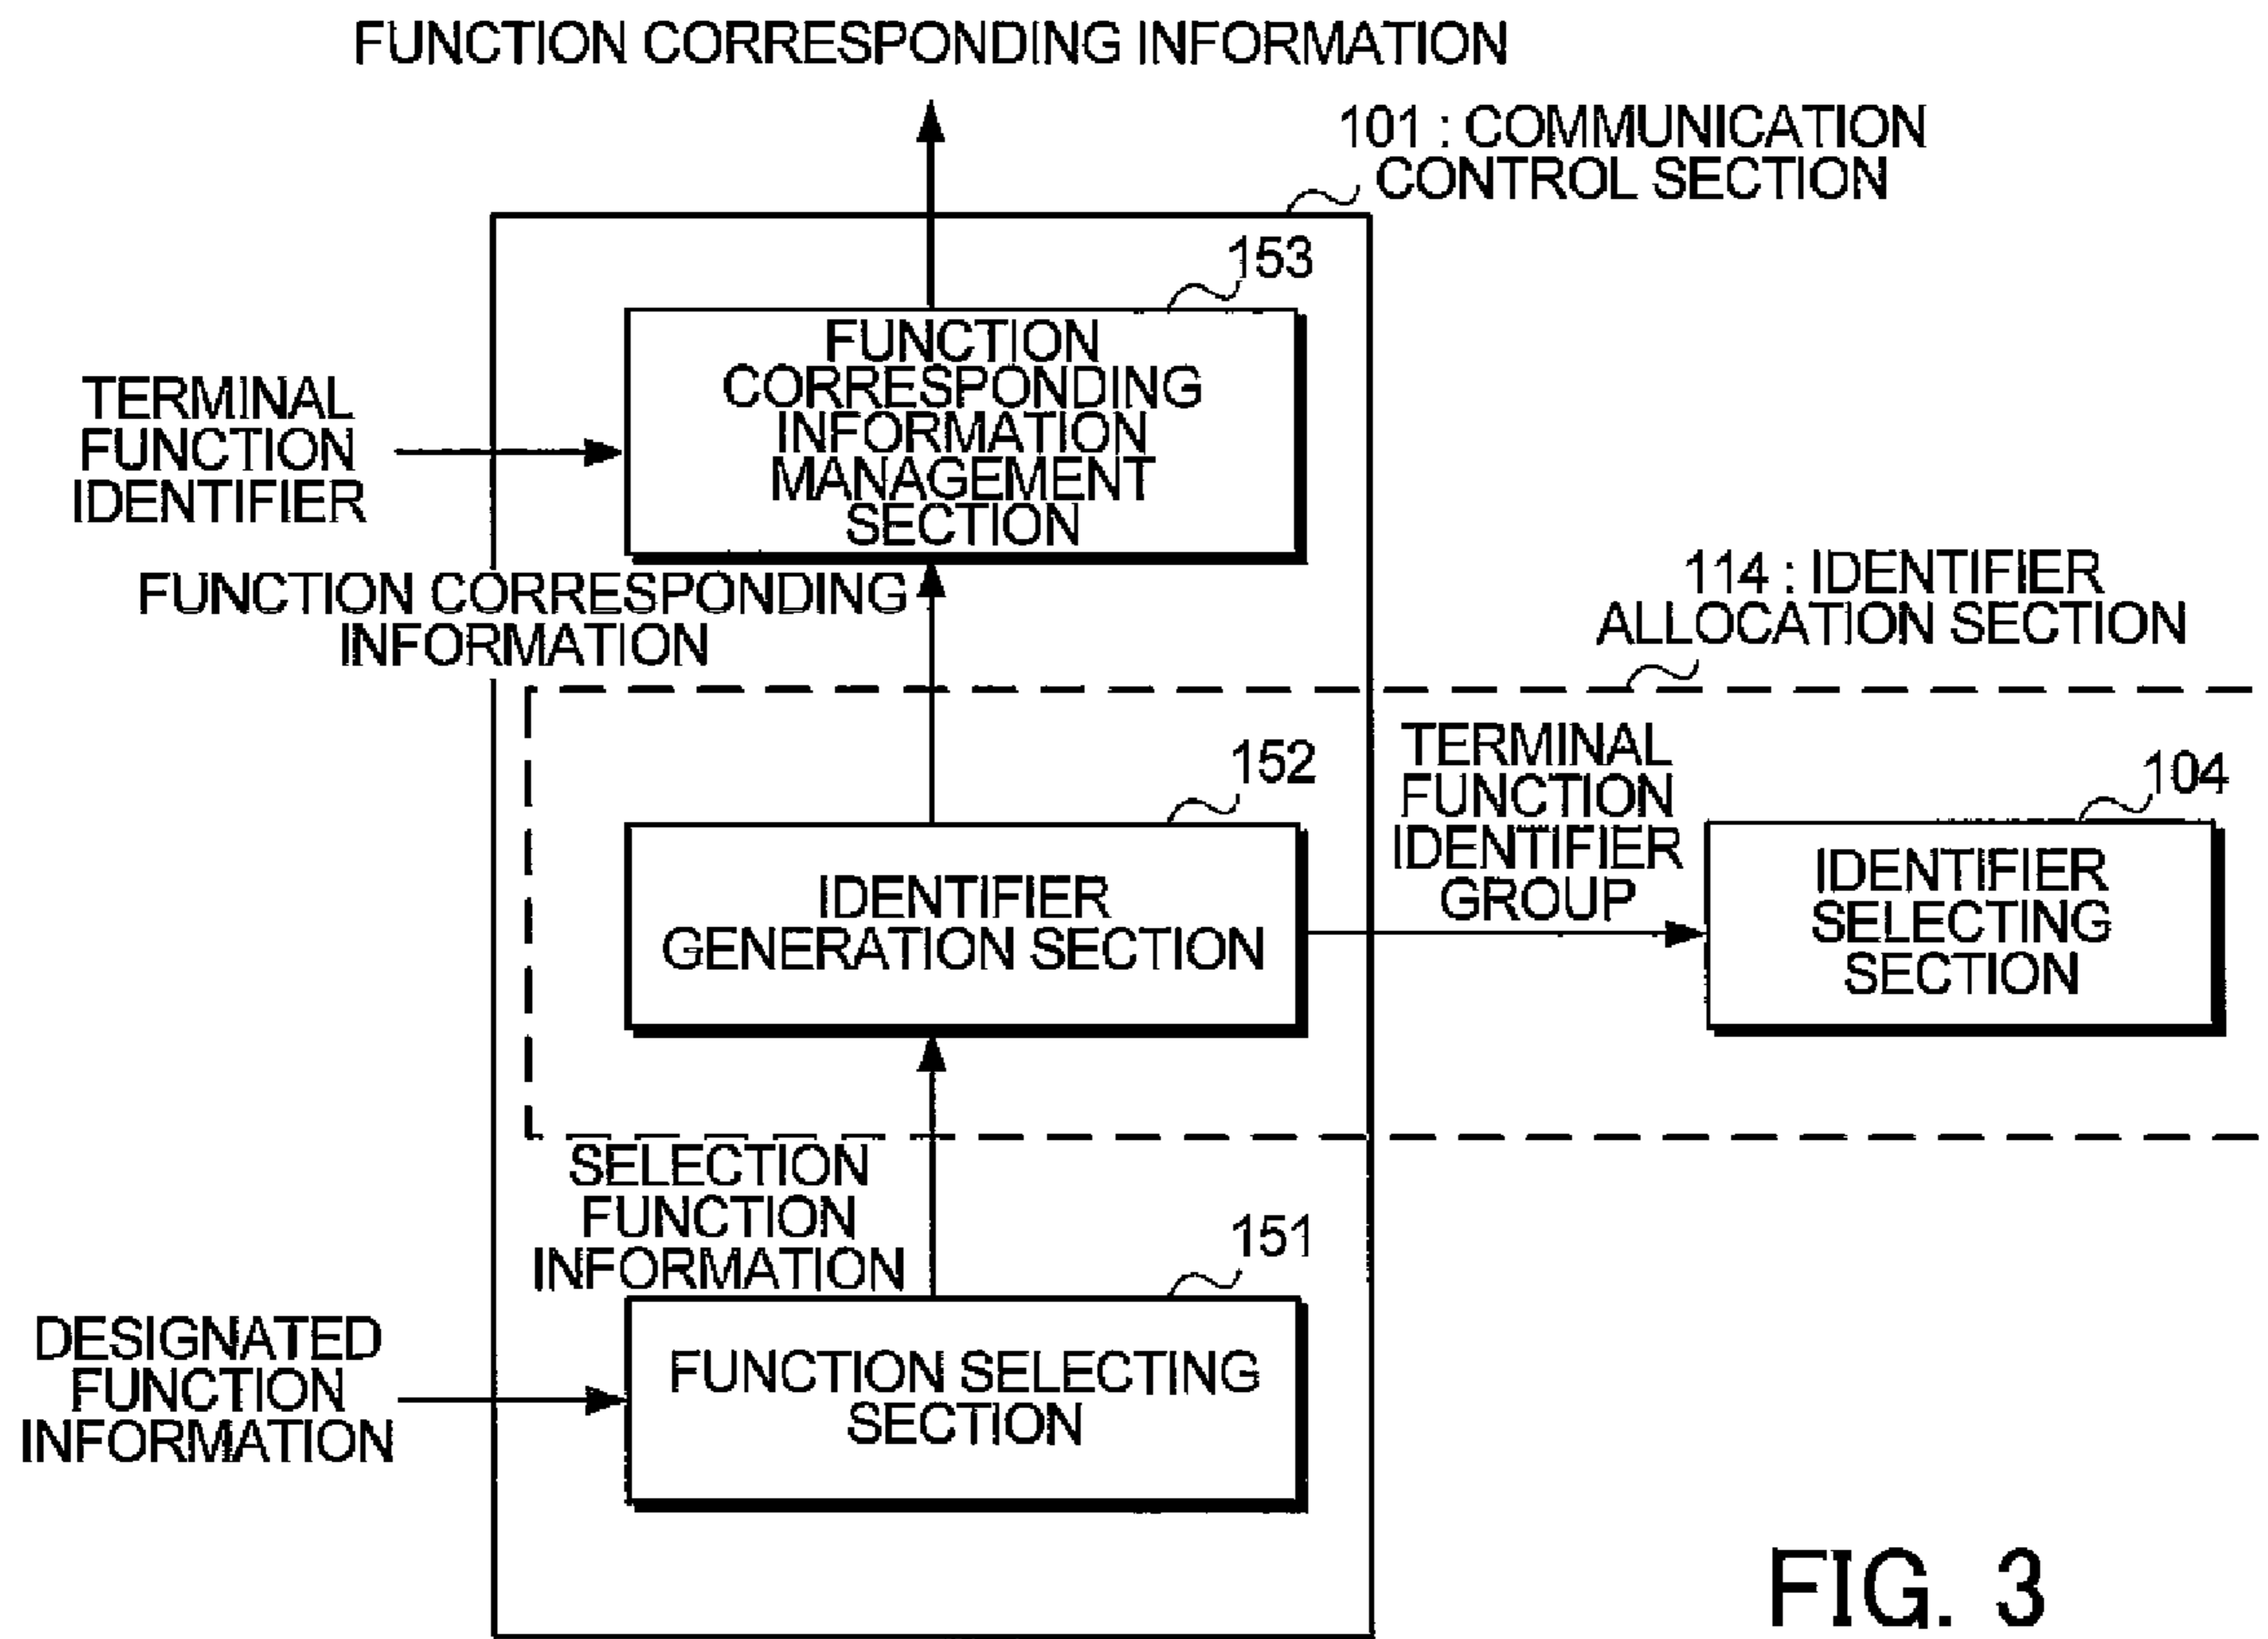 FUNCTION CORRESPONDING INFORMATION
101 : COMMUNICATION
CONTROL SECTION
153
FUNCTION
CORRESPONDING
INFORMATION
MANAGEMENT
SECTION
TERMINAL
FUNCTION
IDENTIFIER
FUNCTION CORRESPONDING
INFORMATION
114 : IDENTIFIER
ALLOCATION SECTION
152
IDENTIFIER
GENERATION SECTION
TERMINAL
FUNCTION
IDENTIFIER
GROUP
104
IDENTIFIER
SELECTING
SECTION
SELECTION
FUNCTION
INFORMATION
151
FUNCTION SELECTING
SECTION
DESIGNATED
FUNCTION
INFORMATION
FIG. 3